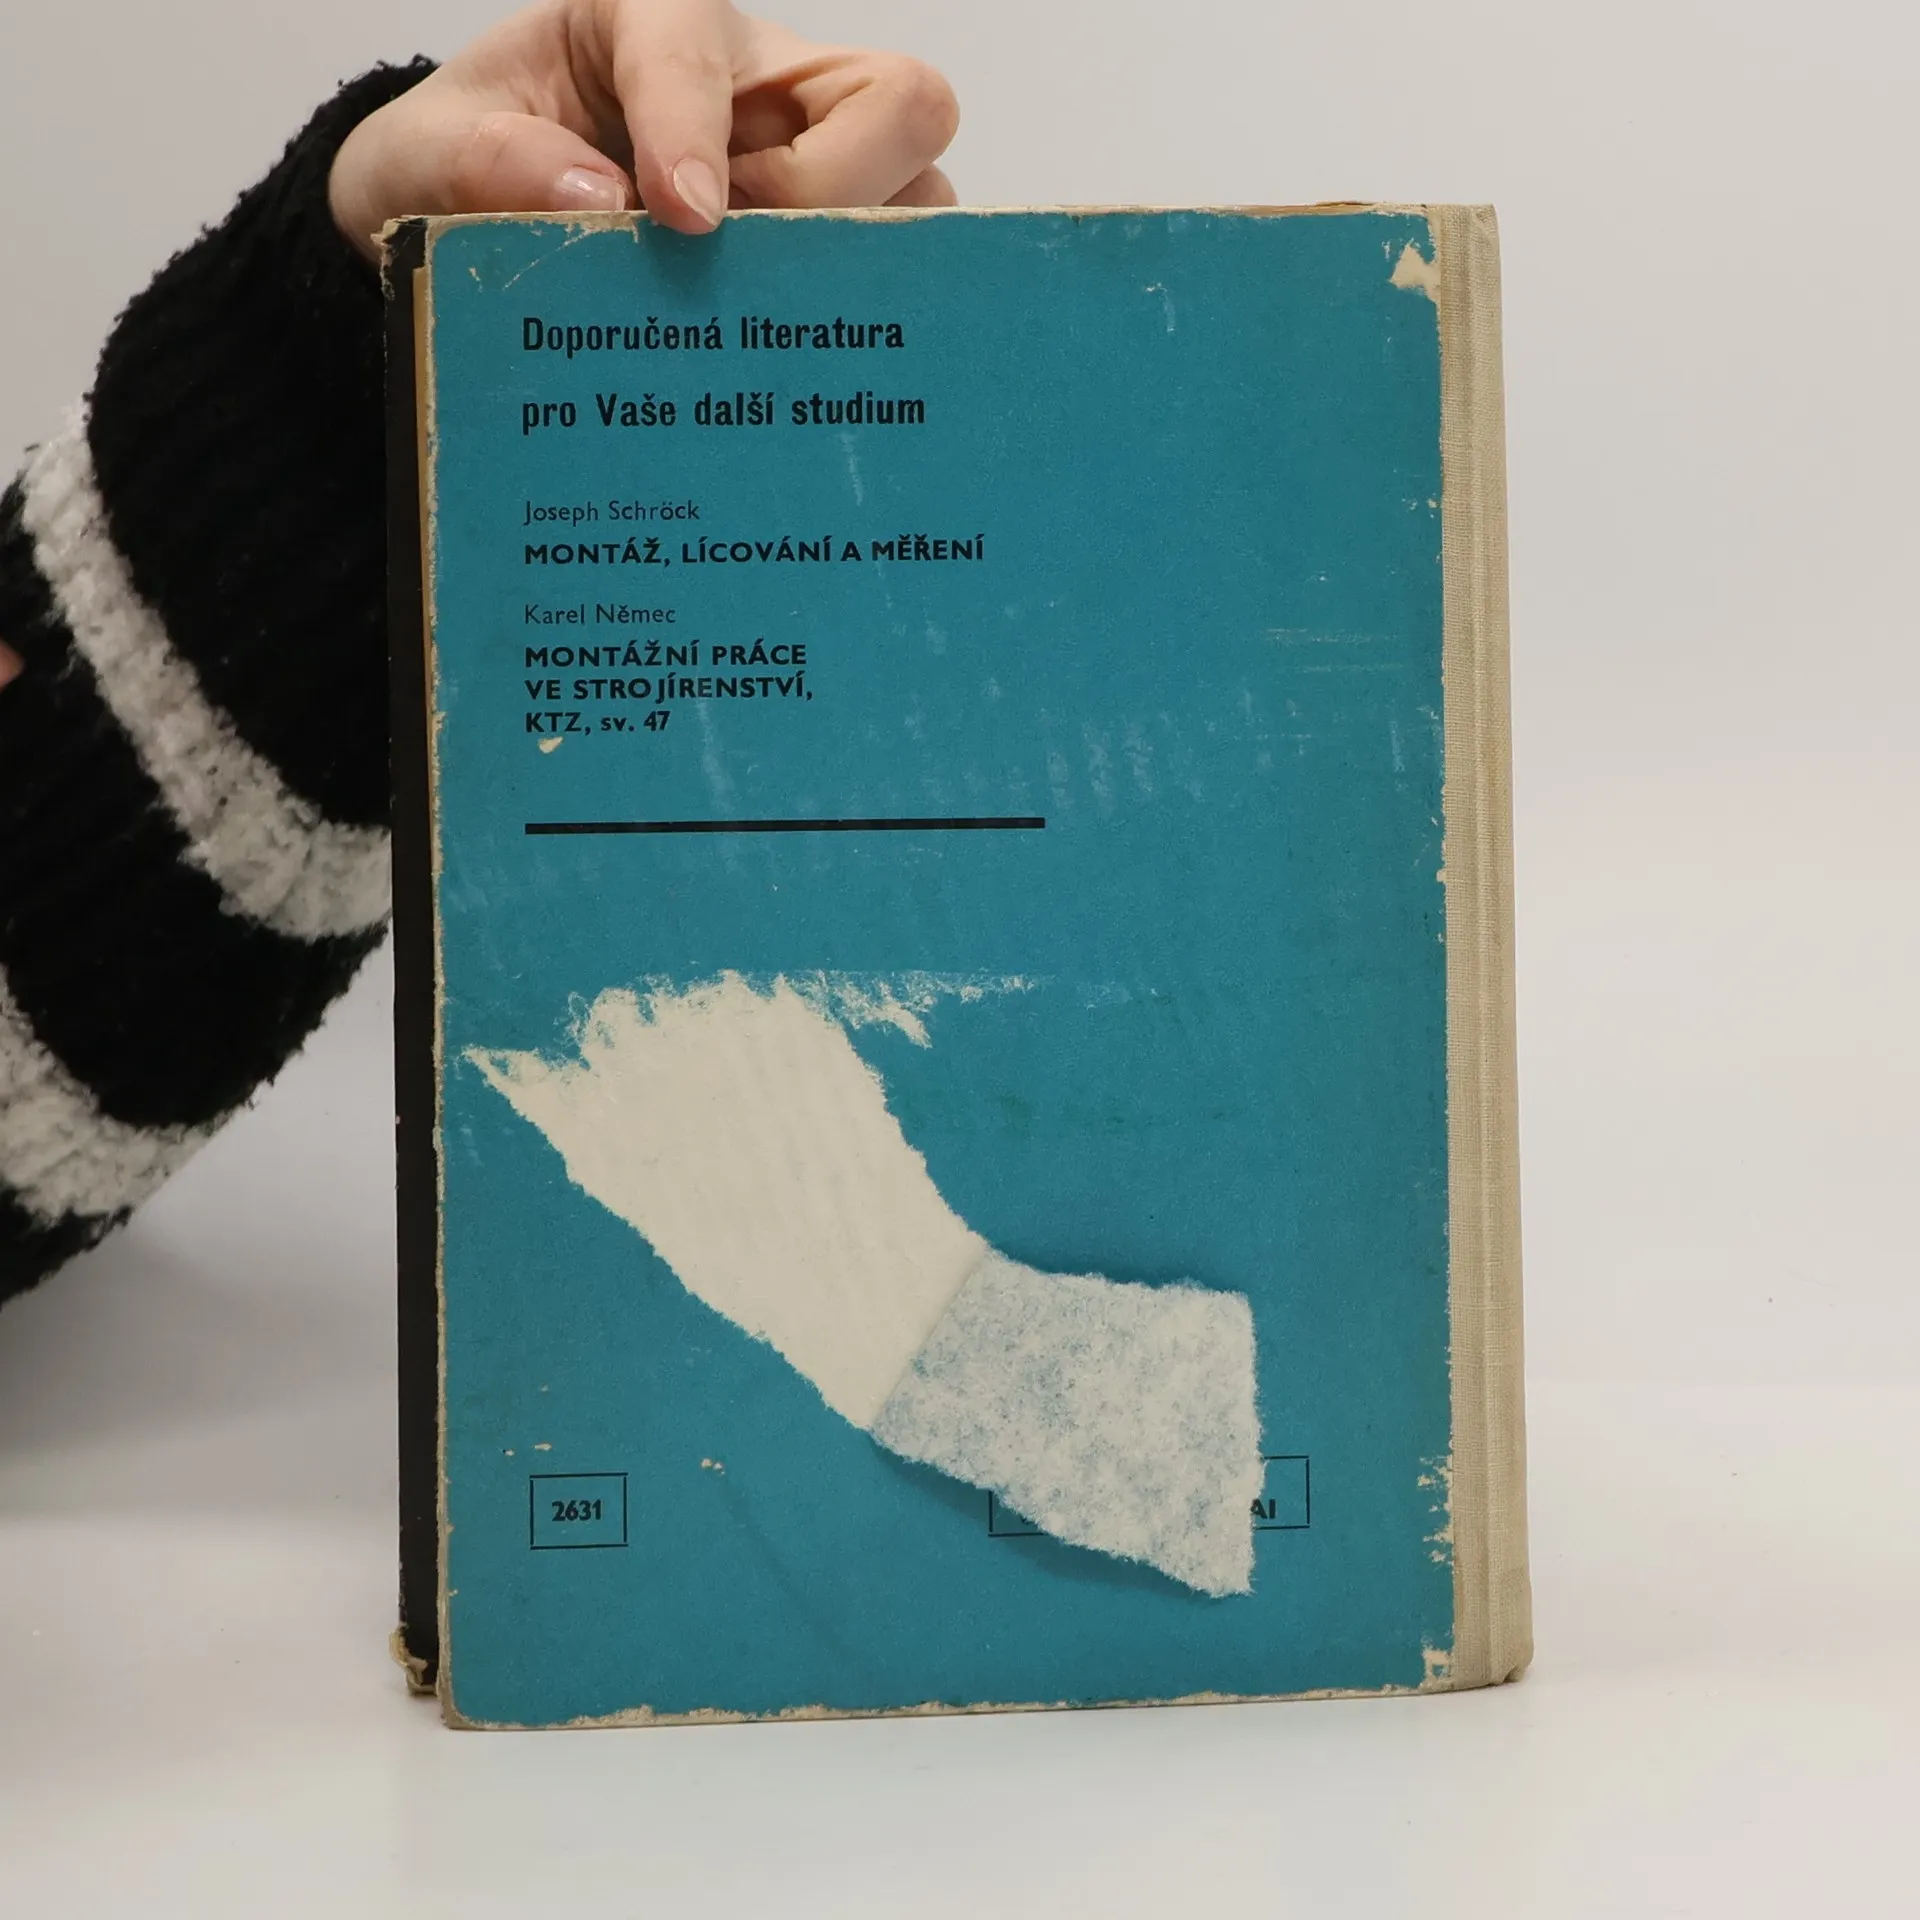 Doporučená literatura
pro Vaše další studium
Joseph Schröck
MONTÁŽ, LÍCOVÁNÍ A MĚŘENÍ
Karel Němec
MONTÁŽNÍ PRÁCE
VE STROJÍRENSTVÍ,
KTZ, sv. 47
2631